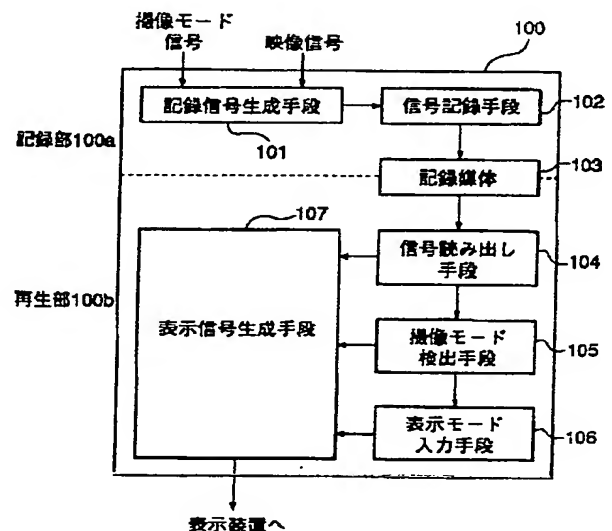 撮像モード
信号
映像信号
100
記録信号生成手段
信号記録手段
102
101
記録部100a
記録媒体
103
107
信号読み出し
手段
104
再生部100b
表示信号生成手段
撮像モード
検出手段
105
表示モード
入力手段
106
表示装置へ